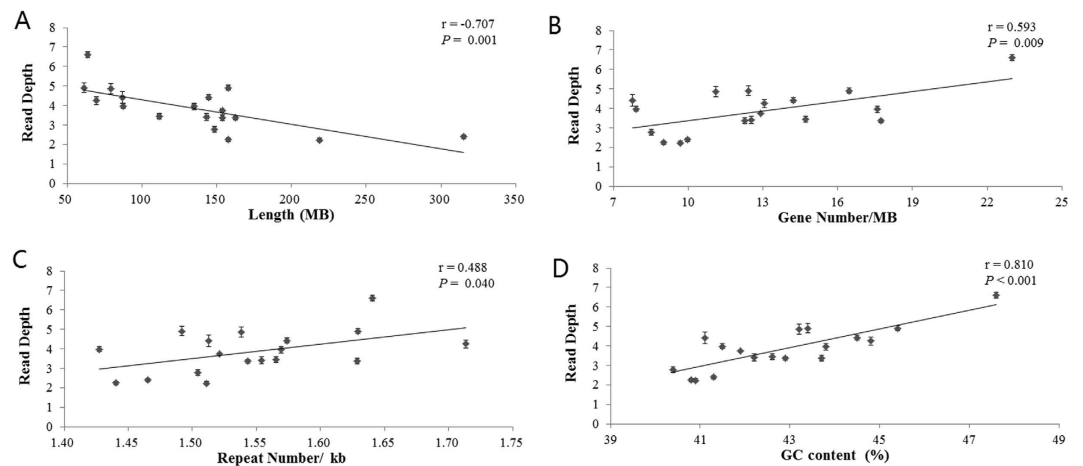 A
r = -0.707
P = 0.001
Read Depth
8
7
6
5
4
3
2
1
0
50 100 150 200 250 300 350
Length (MB)
B
r = 0.593
P = 0.009
Read Depth
8
7
6
5
4
3
2
1
0
7 10 13 16 19 22 25
Gene Number/MB
C
r = 0.488
P = 0.040
Read Depth
8
7
6
5
4
3
2
1
0
1.40 1.45 1.50 1.55 1.60 1.65 1.70 1.75
Repeat Number/ kb
D
r = 0.810
P < 0.001
Read Depth
8
7
6
5
4
3
2
1
0
39 41 43 45 47 49
GC content (%)